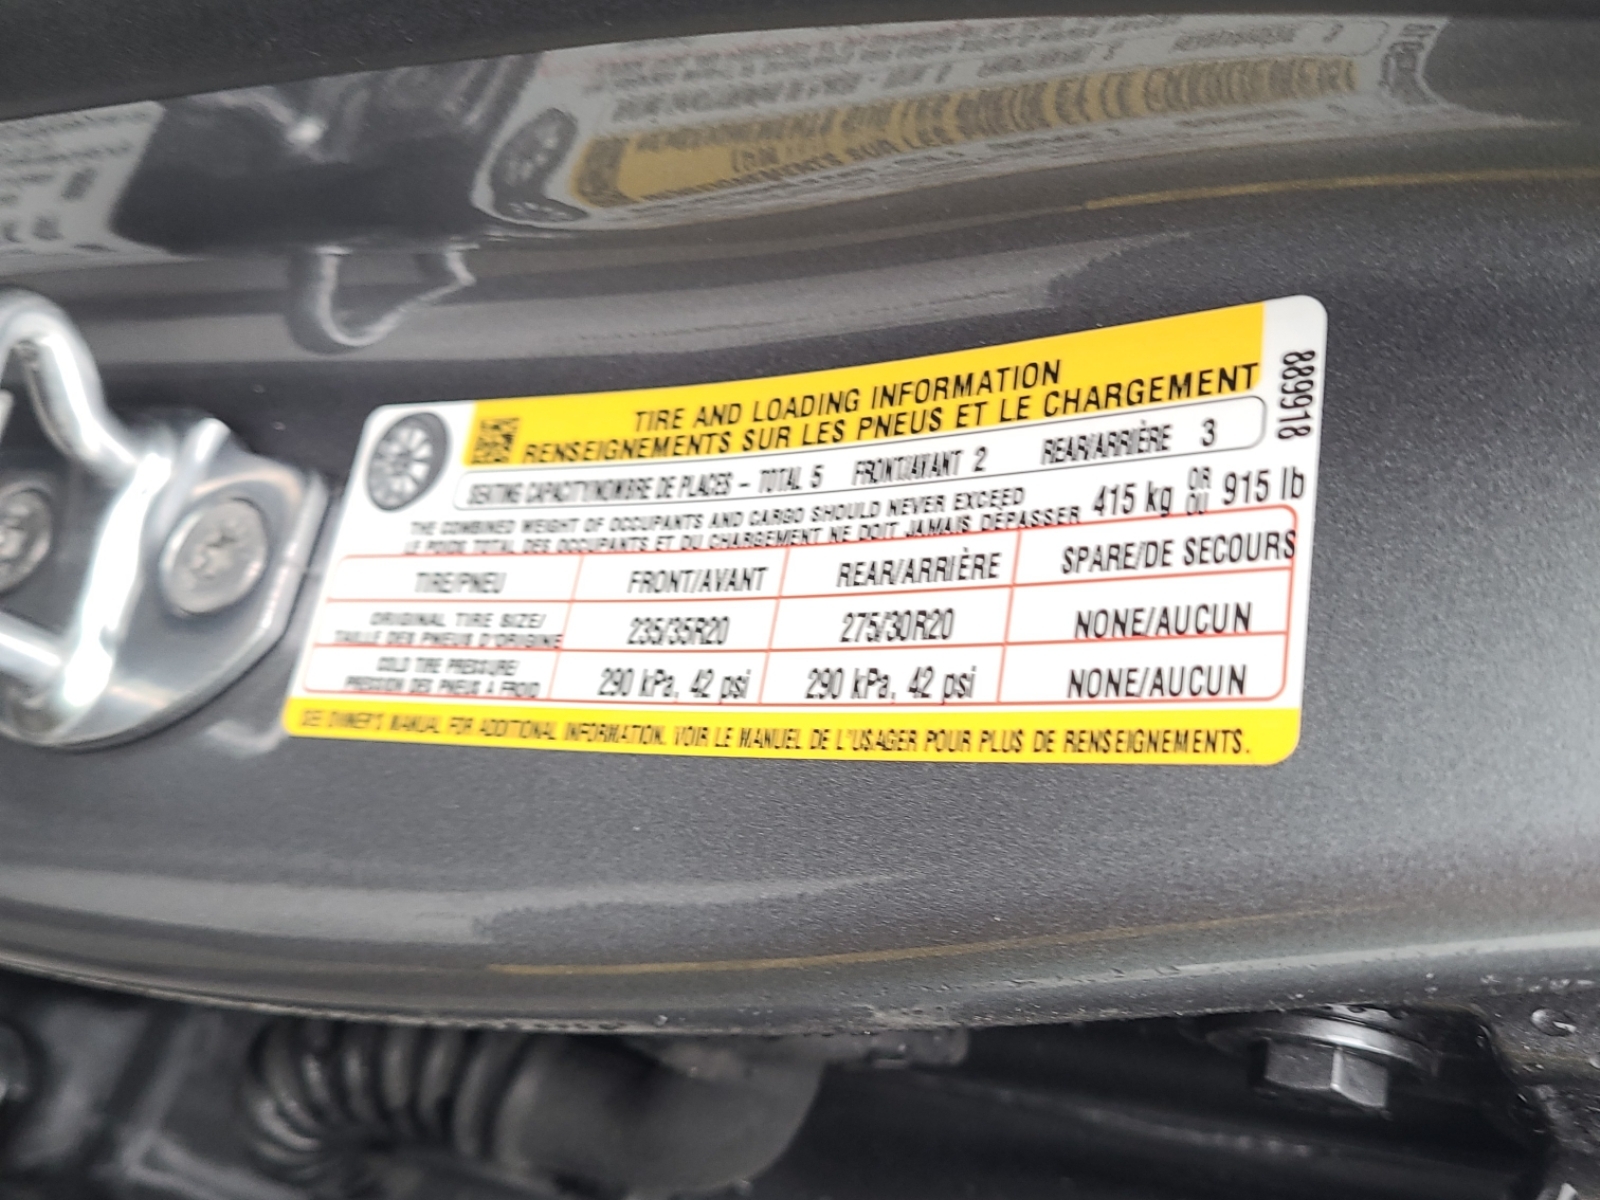 TIRE AND LOADING INFORMATION
RENSEIGNEMENTS SUR LES PNEUS ET LE CHARGEMENT
889918
SEATING CAPACITY/NOMBRE DE PLACES – TOTAL 5 FRONT/AVANT 2 REAR/ARRIÈRE 3
THE COMBINED WEIGHT OF OCCUPANTS AND CARGO SHOULD NEVER EXCEED
LE POIDS TOTAL DES OCCUPANTS ET DU CHARGEMENT NE DOIT JAMAIS DÉPASSER
415 kg OR OU 915 lb
TIRE/PNEU FRONT/AVANT REAR/ARRIÈRE SPARE/DE SECOURS
ORIGINAL TIRE SIZE/
TAILLE DES PNEUS D'ORIGINE 235/35R20 275/30R20 NONE/AUCUN
COLD TIRE PRESSURE/
PRESSION DES PNEUS À FROID 290 kPa, 42 psi 290 kPa, 42 psi NONE/AUCUN
SEE OWNER'S MANUAL FOR ADDITIONAL INFORMATION. VOIR LE MANUEL DE L'USAGER POUR PLUS DE RENSEIGNEMENTS.